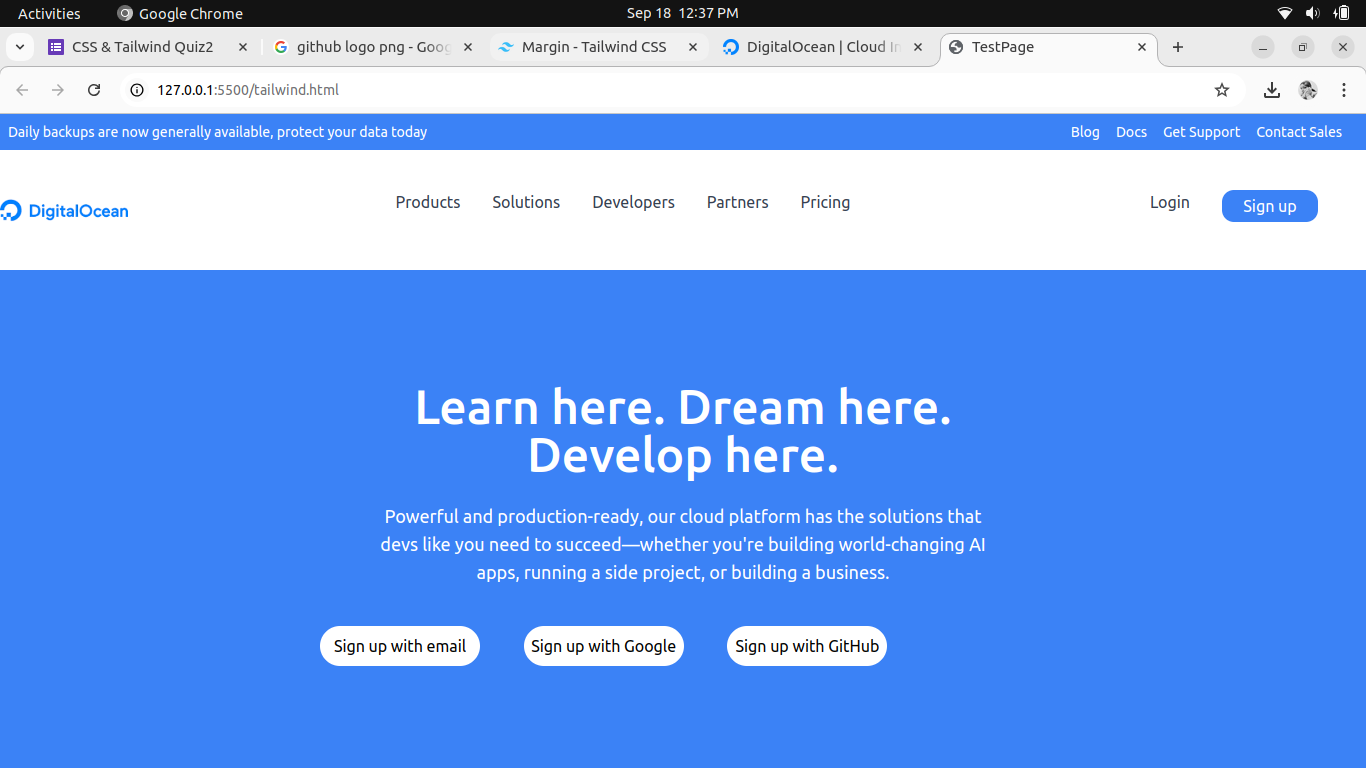 Activities Google Chrome Sep 18 12:37 PM
CSS & Tailwind Quiz2 github logo png - Goog Margin - Tailwind CSS DigitalOcean | Cloud In TestPage
127.0.0.1:5500/tailwind.html
Daily backups are now generally available, protect your data today Blog Docs Get Support Contact Sales
DigitalOcean Products Solutions Developers Partners Pricing Login Sign up
Learn here. Dream here.
Develop here.
Powerful and production-ready, our cloud platform has the solutions that
devs like you need to succeed—whether you're building world-changing AI
apps, running a side project, or building a business.
Sign up with email Sign up with Google Sign up with GitHub